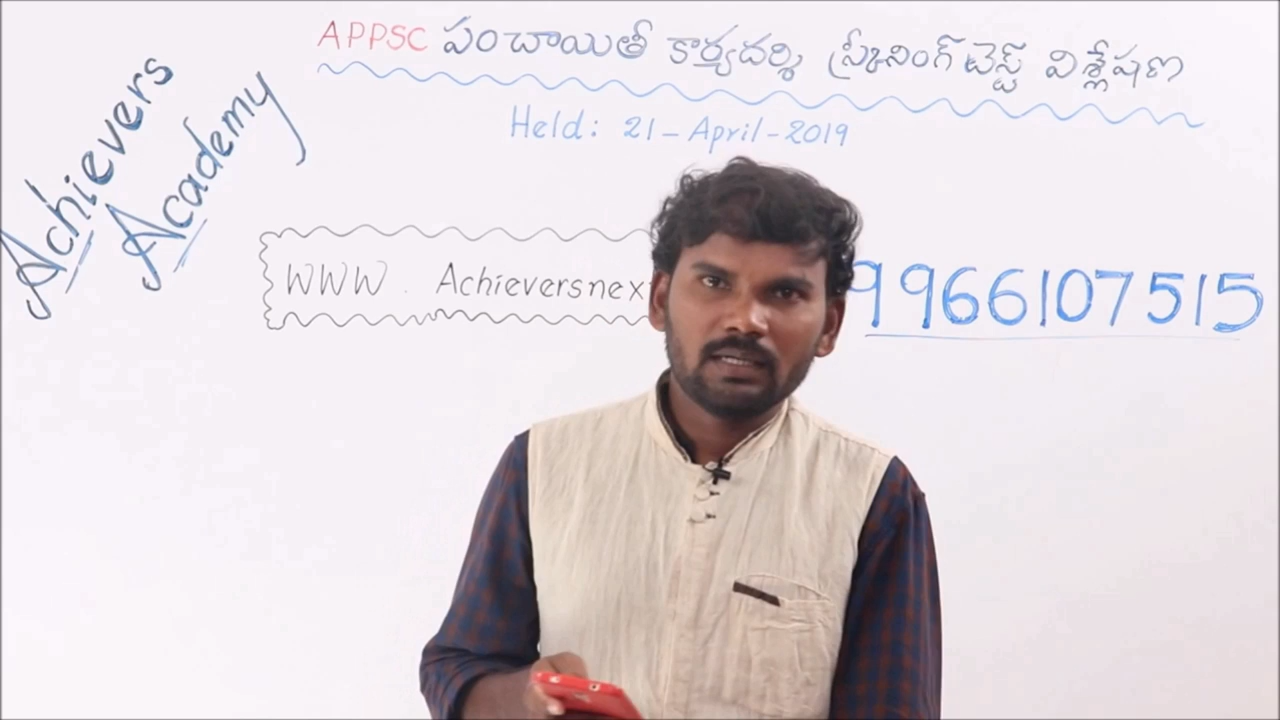 APPSC పంచాయితీ కార్యదర్శి స్క్రీనింగ్ టెస్ట్ విశ్లేషణ
Held: 21-April-2019
Achievers
Academy
WWW. Achieversnex
9966107515